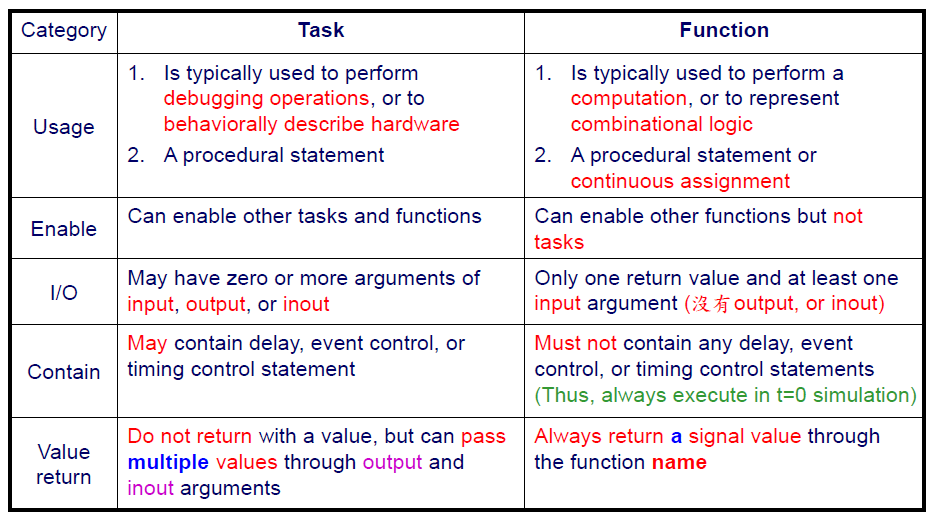 Category Task Function
Usage
1. Is typically used to perform
debugging operations, or to
behaviorally describe hardware
2. A procedural statement
1. Is typically used to perform a
computation, or to represent
combinational logic
2. A procedural statement or
continuous assignment
Enable
Can enable other tasks and functions
Can enable other functions but not
tasks
I/O
May have zero or more arguments of
input, output, or inout
Only one return value and at least one
input argument (沒有output, or inout)
Contain
May contain delay, event control, or
timing control statement
Must not contain any delay, event
control, or timing control statements
(Thus, always execute in t=0 simulation)
Value
return
Do not return with a value, but can pass
multiple values through output and
inout arguments
Always return a signal value through
the function name